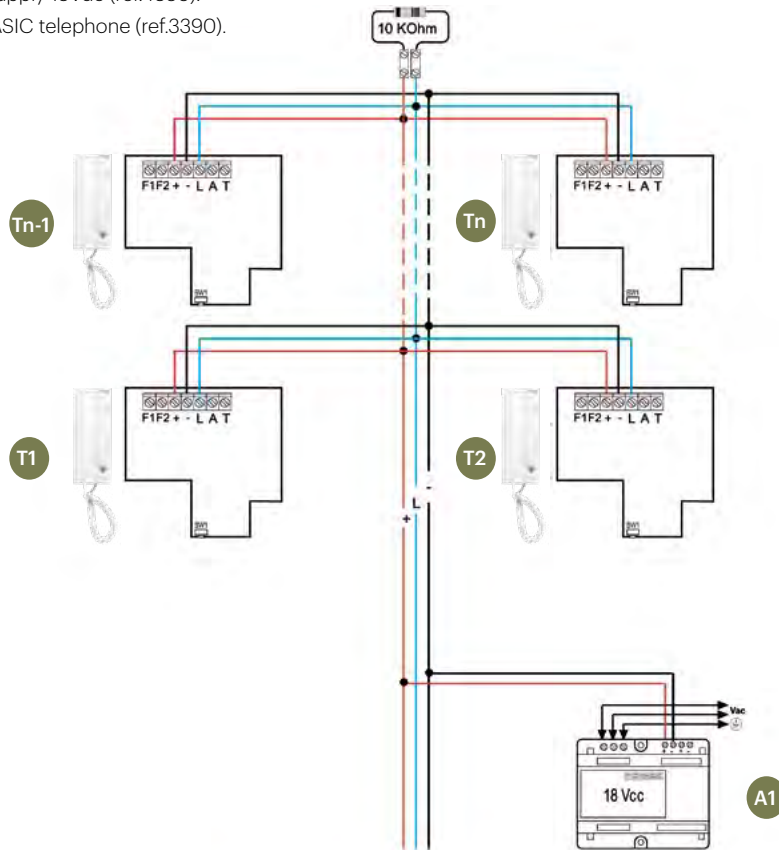 ASIC telephone (ref.3390).
10 KOhm
F1F2 + - L A T
F1F2 + - L A T
Tn-1
Tn
SW1
SW1
F1F2 + - L A T
F1F2 + - L A T
T1
T2
SW1
SW1
-
L
+
Vac
18 Vcc
A1